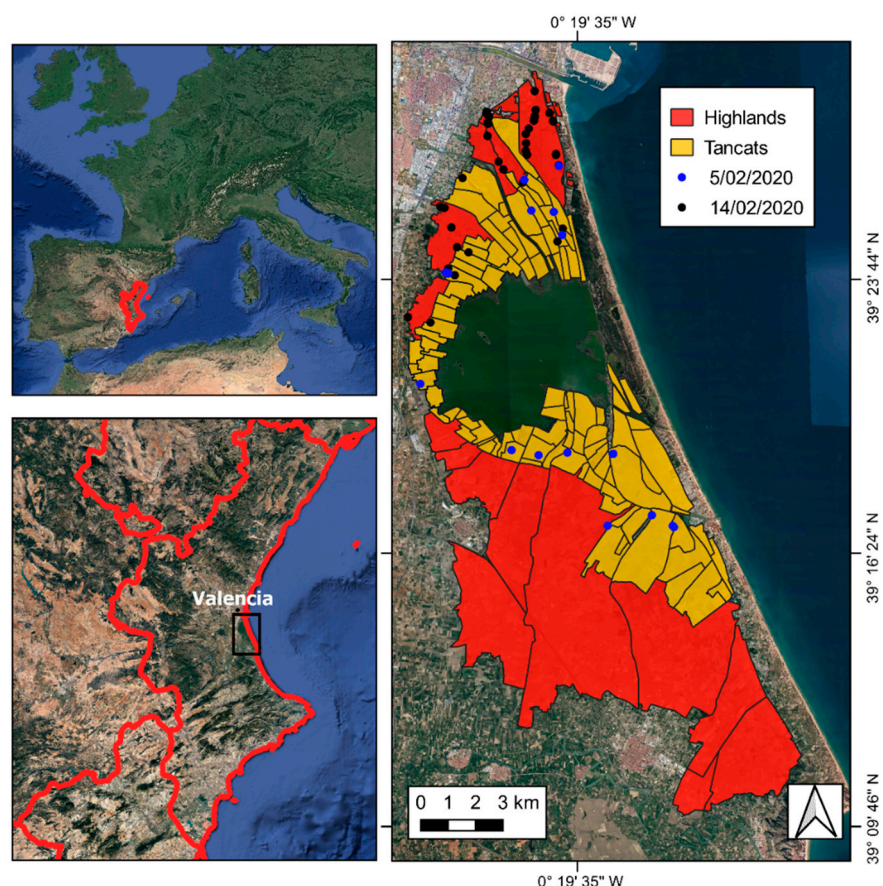 0° 19' 35" W
Highlands
Tancats
5/02/2020
14/02/2020
39° 23' 44" N
Valencia
39° 16' 24" N
0 1 2 3 km
39° 09' 46" N
0° 19' 35" W